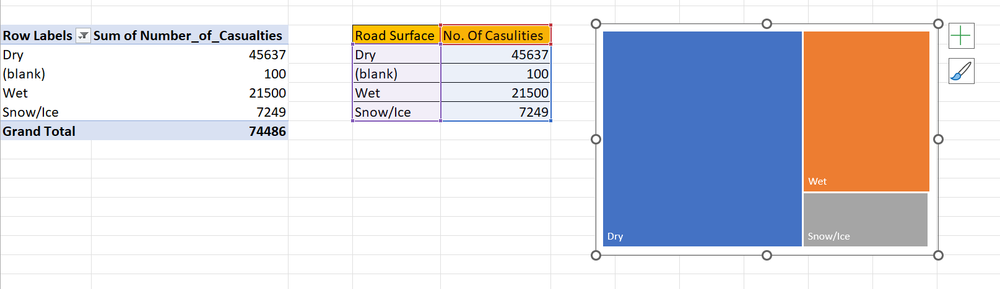 Row Labels Sum of Number_of_Casualties
Dry 45637
(blank) 100
Wet 21500
Snow/Ice 7249
Grand Total 74486
Road Surface No. Of Casulities
Dry 45637
(blank) 100
Wet 21500
Snow/Ice 7249
Wet
Dry
Snow/Ice